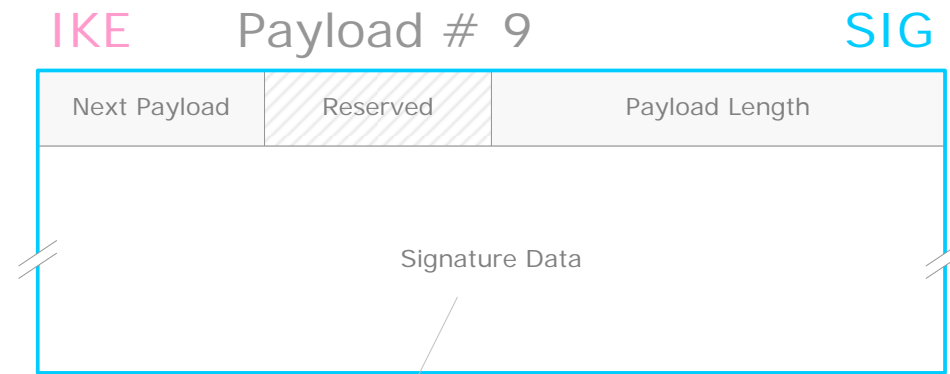 IKE Payload # 9 SIG
Next Payload Reserved Payload Length
Signature Data